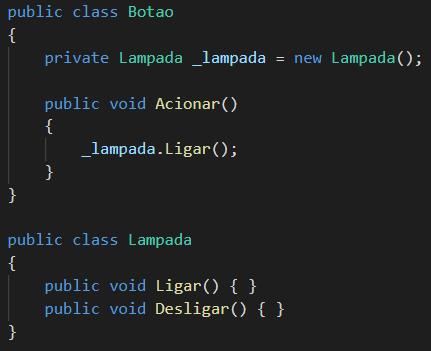 public class Botao
{
    private Lampada _lampada = new Lampada();

    public void Acionar()
    {
        _lampada.Ligar();
    }
}

public class Lampada
{
    public void Ligar() { }
    public void Desligar() { }
}